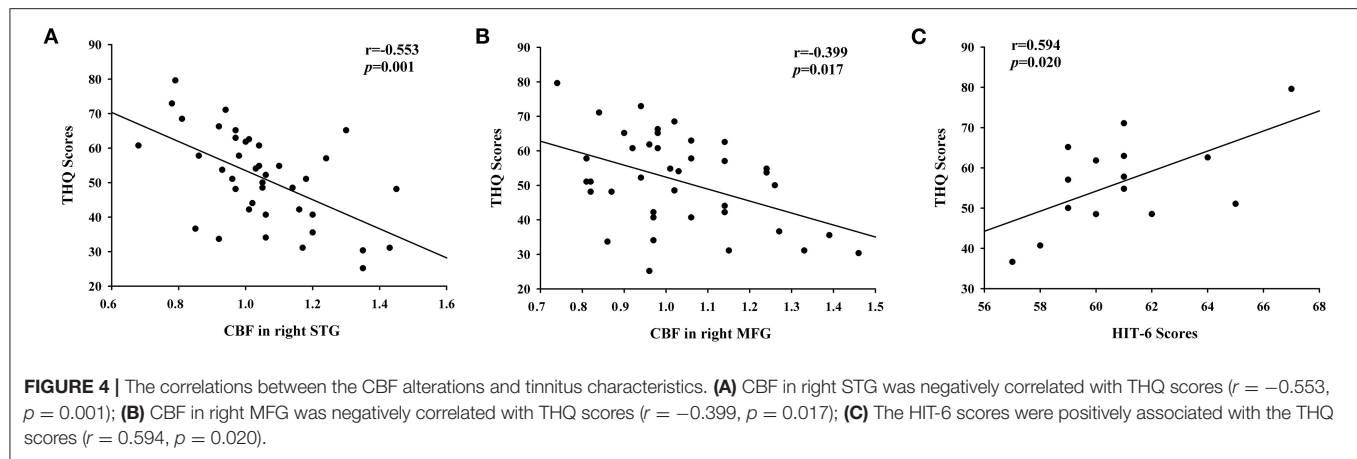 A
r=-0.553
p=0.001
THQ Scores
90
80
70
60
50
40
30
20
0.6 0.8 1.0 1.2 1.4 1.6
CBF in right STG
B
r=-0.399
p=0.017
THQ Scores
90
80
70
60
50
40
30
20
0.7 0.8 0.9 1.0 1.1 1.2 1.3 1.4 1.5
CBF in right MFG
C
r=0.594
p=0.020
THQ Scores
90
80
70
60
50
40
30
56 58 60 62 64 66 68
HIT-6 Scores
FIGURE 4 | The correlations between the CBF alterations and tinnitus characteristics. (A) CBF in right STG was negatively correlated with THQ scores (r = −0.553,
p = 0.001); (B) CBF in right MFG was negatively correlated with THQ scores (r = −0.399, p = 0.017); (C) The HIT-6 scores were positively associated with the THQ
scores (r = 0.594, p = 0.020).